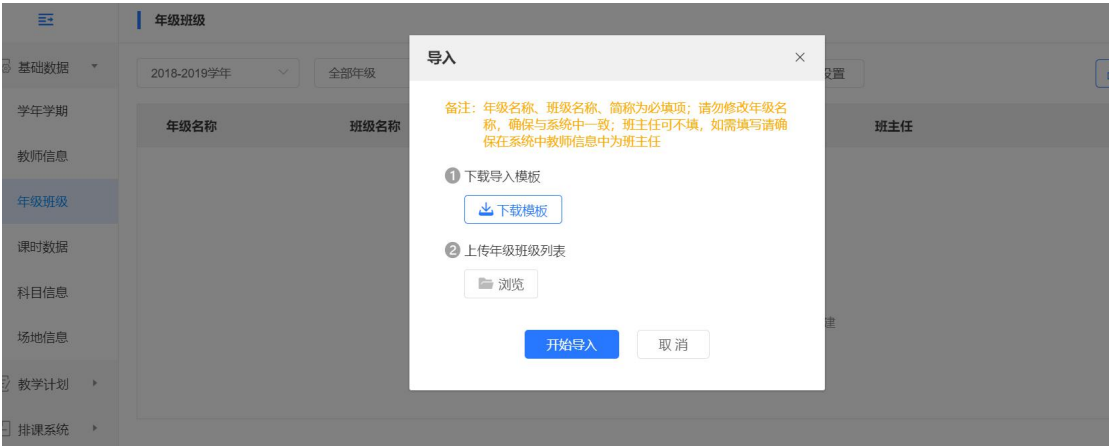 年级班级
基础数据
2018-2019学年
全部年级
设置
学年学期
教师信息
年级班级
课时数据
科目信息
场地信息
教学计划
排课系统
年级名称
班级名称
班主任
导入
备注：年级名称、班级名称、简称为必填项；请勿修改年级名
称，确保与系统中一致；班主任可不填，如需填写请确
保在系统中教师信息中为班主任
1 下载导入模板
下载模板
2 上传年级班级列表
浏览
开始导入
取消
建